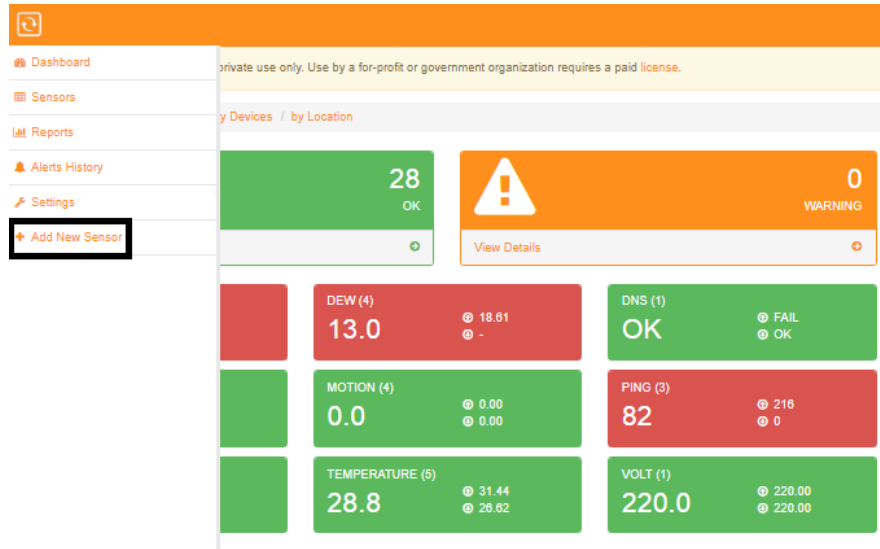 Dashboard
private use only. Use by a for-profit or government organization requires a paid license.
Sensors
y Devices / by Location
Reports
Alerts History
Settings
Add New Sensor
28
OK
0
WARNING
View Details
DEW (4)
13.0
18.61
-
DNS (1)
OK
FAIL
OK
MOTION (4)
0.0
0.00
0.00
PING (3)
82
216
0
TEMPERATURE (5)
28.8
31.44
26.62
VOLT (1)
220.0
220.00
220.00